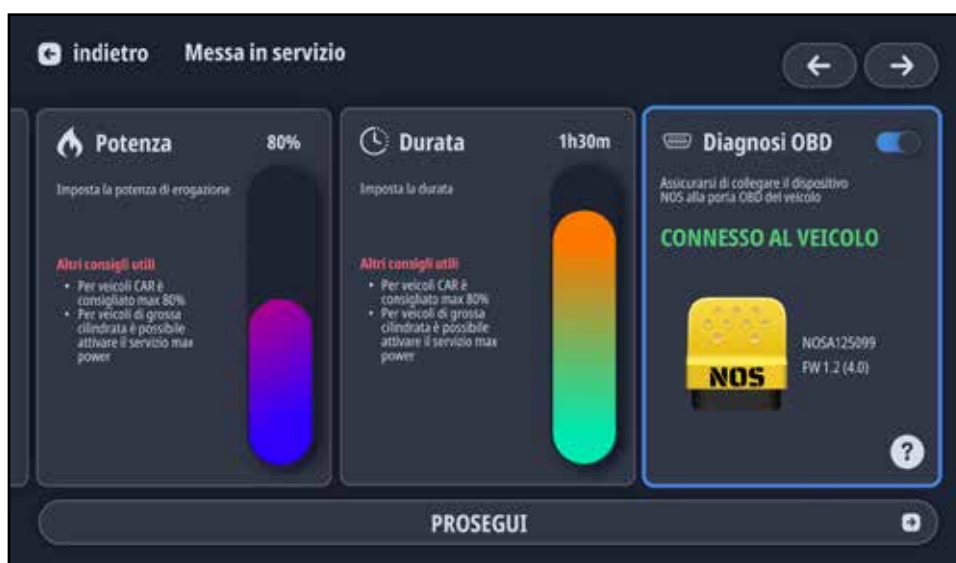 indietro Messa in servizio
Potenza 80%
Imposta la potenza di erogazione
Altri consigli utili
• Per veicoli CAR è
consigliato max 80%
• Per veicoli di grossa
cilindrata è possibile
attivare il servizio max
power
Durata 1h30m
Imposta la durata
Altri consigli utili
• Per veicoli CAR è
consigliato max 80%
• Per veicoli di grossa
cilindrata è possibile
attivare il servizio max
power
Diagnosi OBD
Assicurarsi di collegare il dispositivo
NOS alla porta OBD del veicolo
CONNESSO AL VEICOLO
NOS
NOSA125099
FW 1.2 (4.0)
?
PROSEGUI